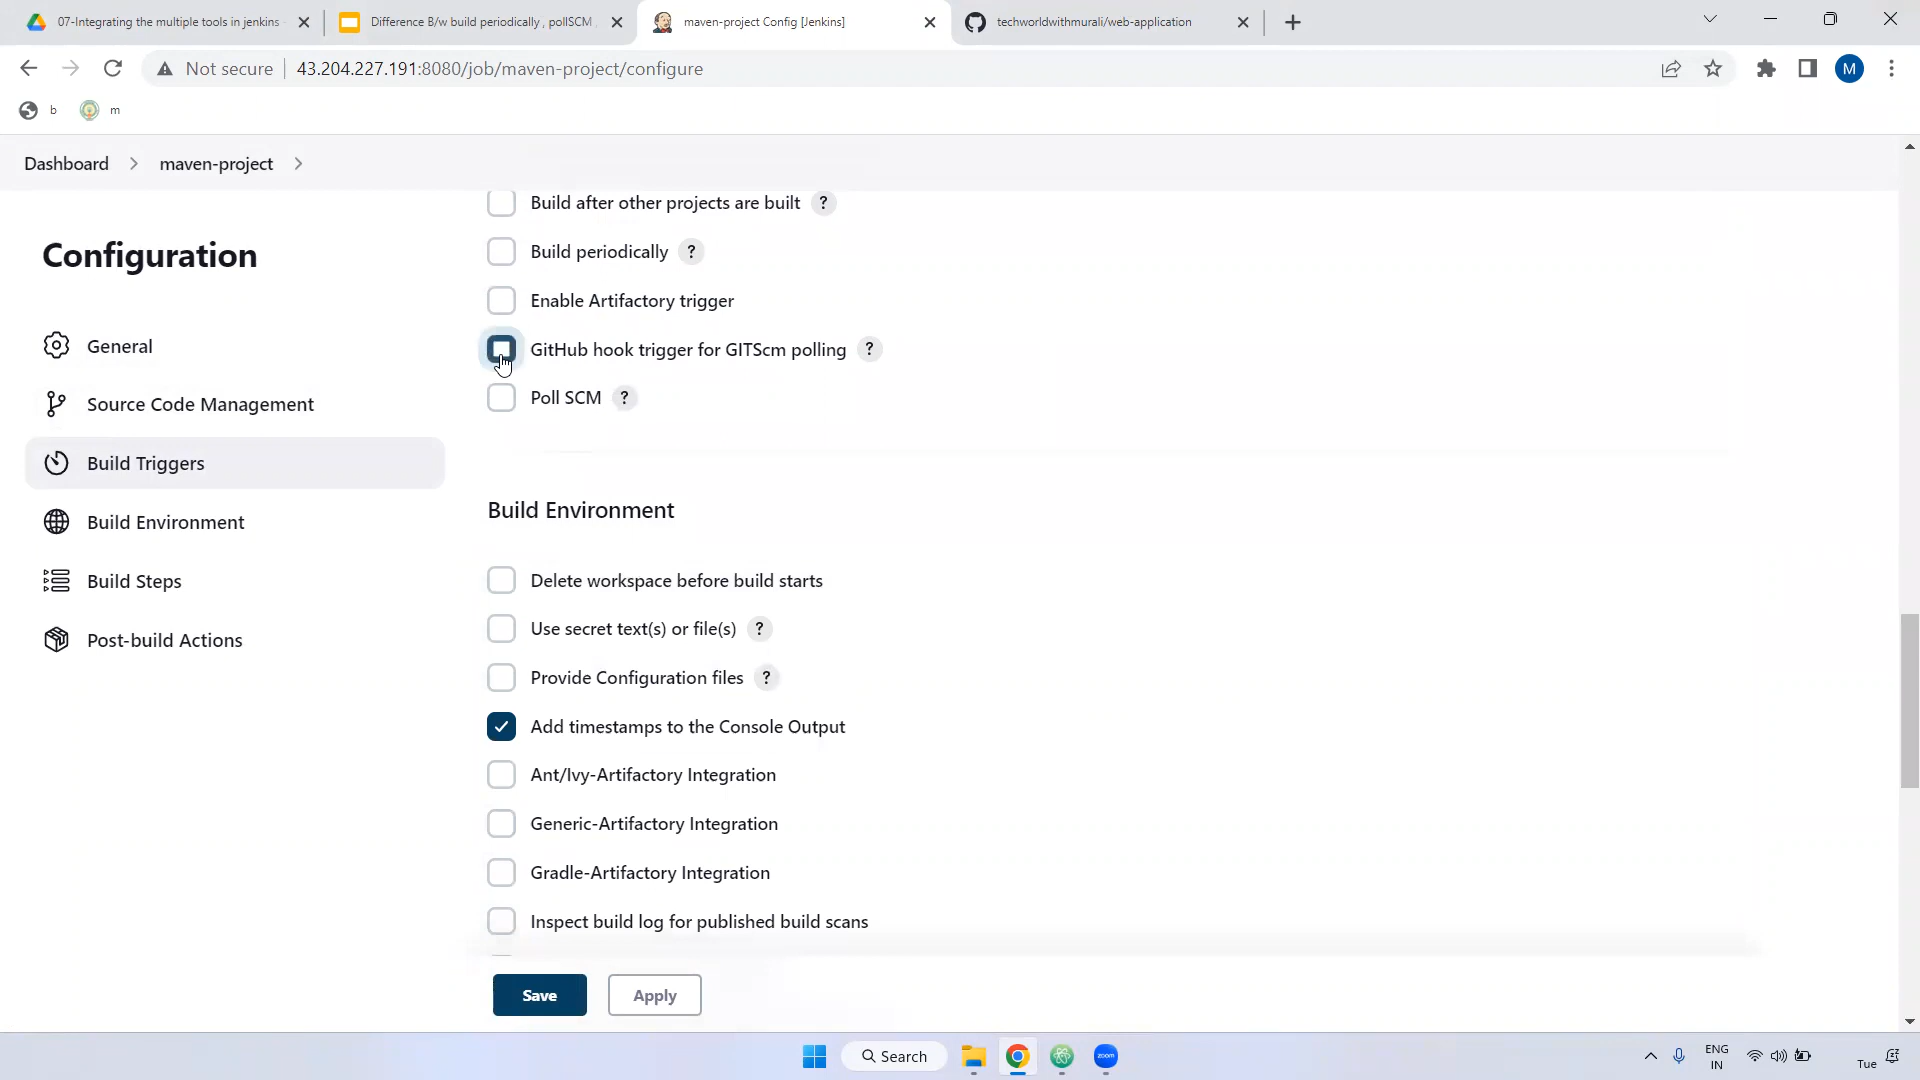 07-Integrating the multiple tools in jenkins
Difference B/w build periodically , pollSCM ,
maven-project Config [Jenkins]
techworldwithmurali/web-application
Not secure
43.204.227.191:8080/job/maven-project/configure
M
b
m
Dashboard
maven-project
Configuration
General
Source Code Management
Build Triggers
Build Environment
Build Steps
Post-build Actions
Build after other projects are built ?
Build periodically ?
Enable Artifactory trigger
GitHub hook trigger for GITScm polling ?
Poll SCM ?
Build Environment
Delete workspace before build starts
Use secret text(s) or file(s) ?
Provide Configuration files ?
Add timestamps to the Console Output
Ant/Ivy-Artifactory Integration
Generic-Artifactory Integration
Gradle-Artifactory Integration
Inspect build log for published build scans
Save
Apply
Search
zoom
ENG
IN
Tue